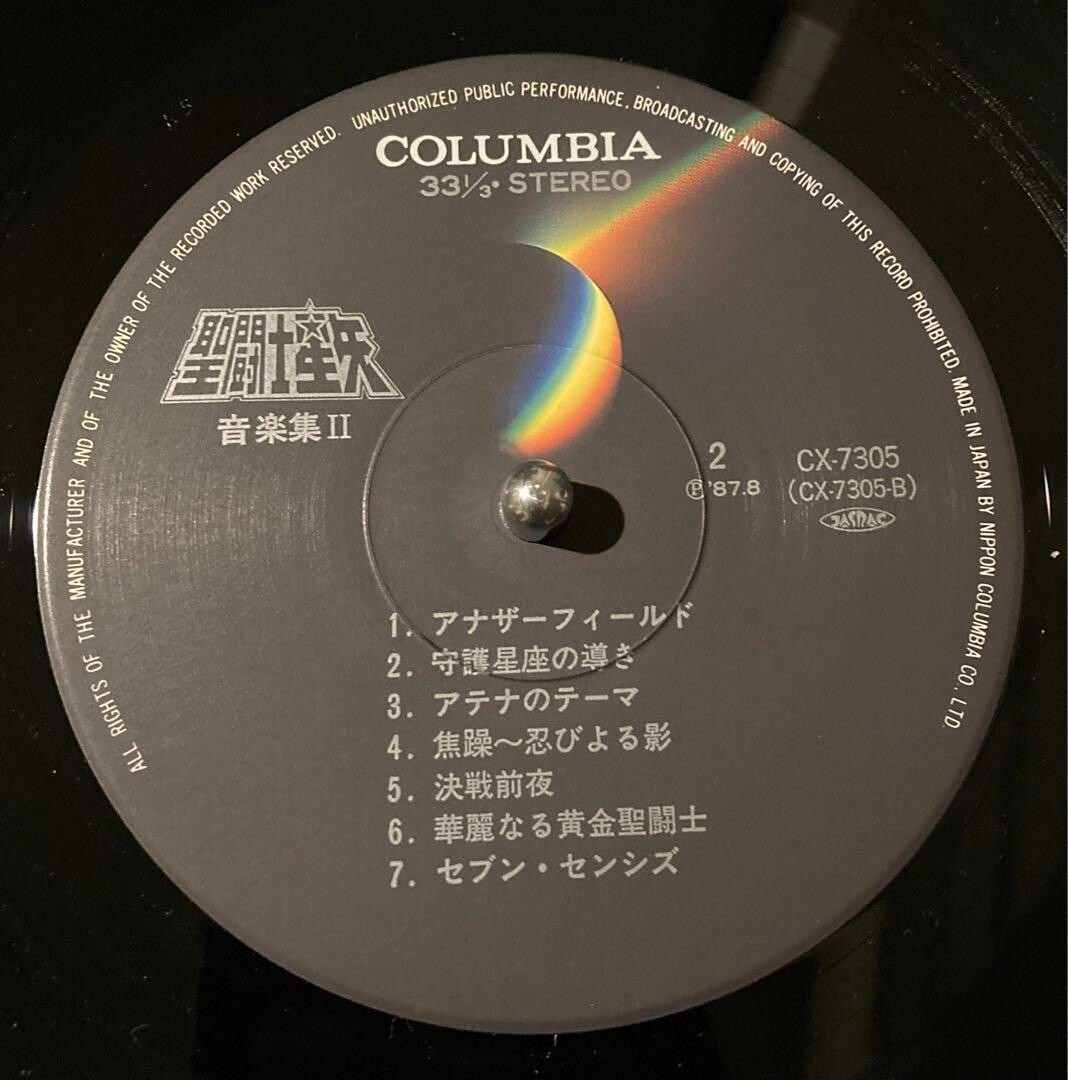 ALL RIGHTS OF THE MANUFACTURER AND OF THE OWNER OF THE RECORDED WORK RESERVED. UNAUTHORIZED PUBLIC PERFORMANCE, BROADCASTING AND COPYING OF THIS RECORD PROHIBITED. MADE IN JAPAN BY NIPPON COLUMBIA CO., LTD.
COLUMBIA
33⅓• STEREO
聖闘士星矢
音楽集II
2
Ⓟ'87.8
CX-7305
(CX-7305-B)
JASRAC
1. アナザーフィールド
2. 守護星座の導き
3. アテナのテーマ
4. 焦躁〜忍びよる影
5. 決戦前夜
6. 華麗なる黄金聖闘士
7. セブン・センシズ